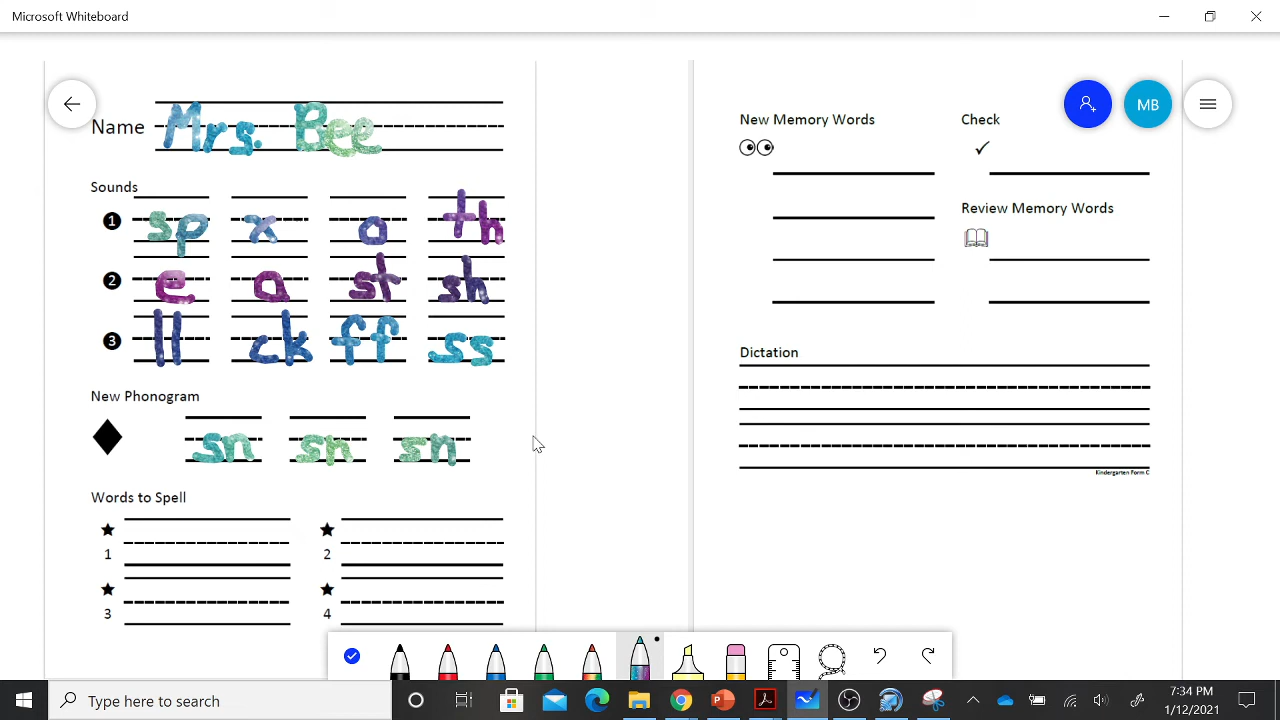 Microsoft Whiteboard
Name Mrs. Bee
MB
Sounds
1 sp x o th
2 e a st sh
3 ll ck ff ss
New Phonogram
sn sn sn
Words to Spell
1 2
3 4
New Memory Words Check
Review Memory Words
Dictation
Kindergarten Form C
Type here to search
7:34 PM
1/12/2021